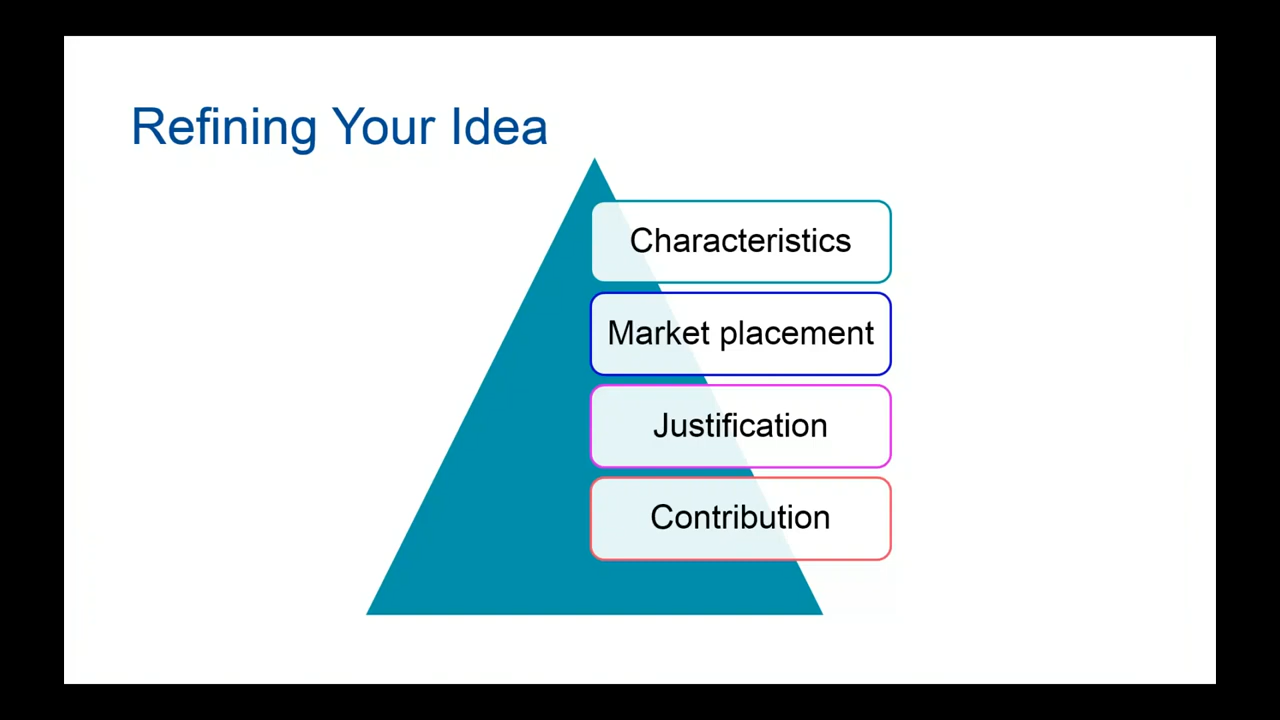 Refining Your Idea
Characteristics
Market placement
Justification
Contribution